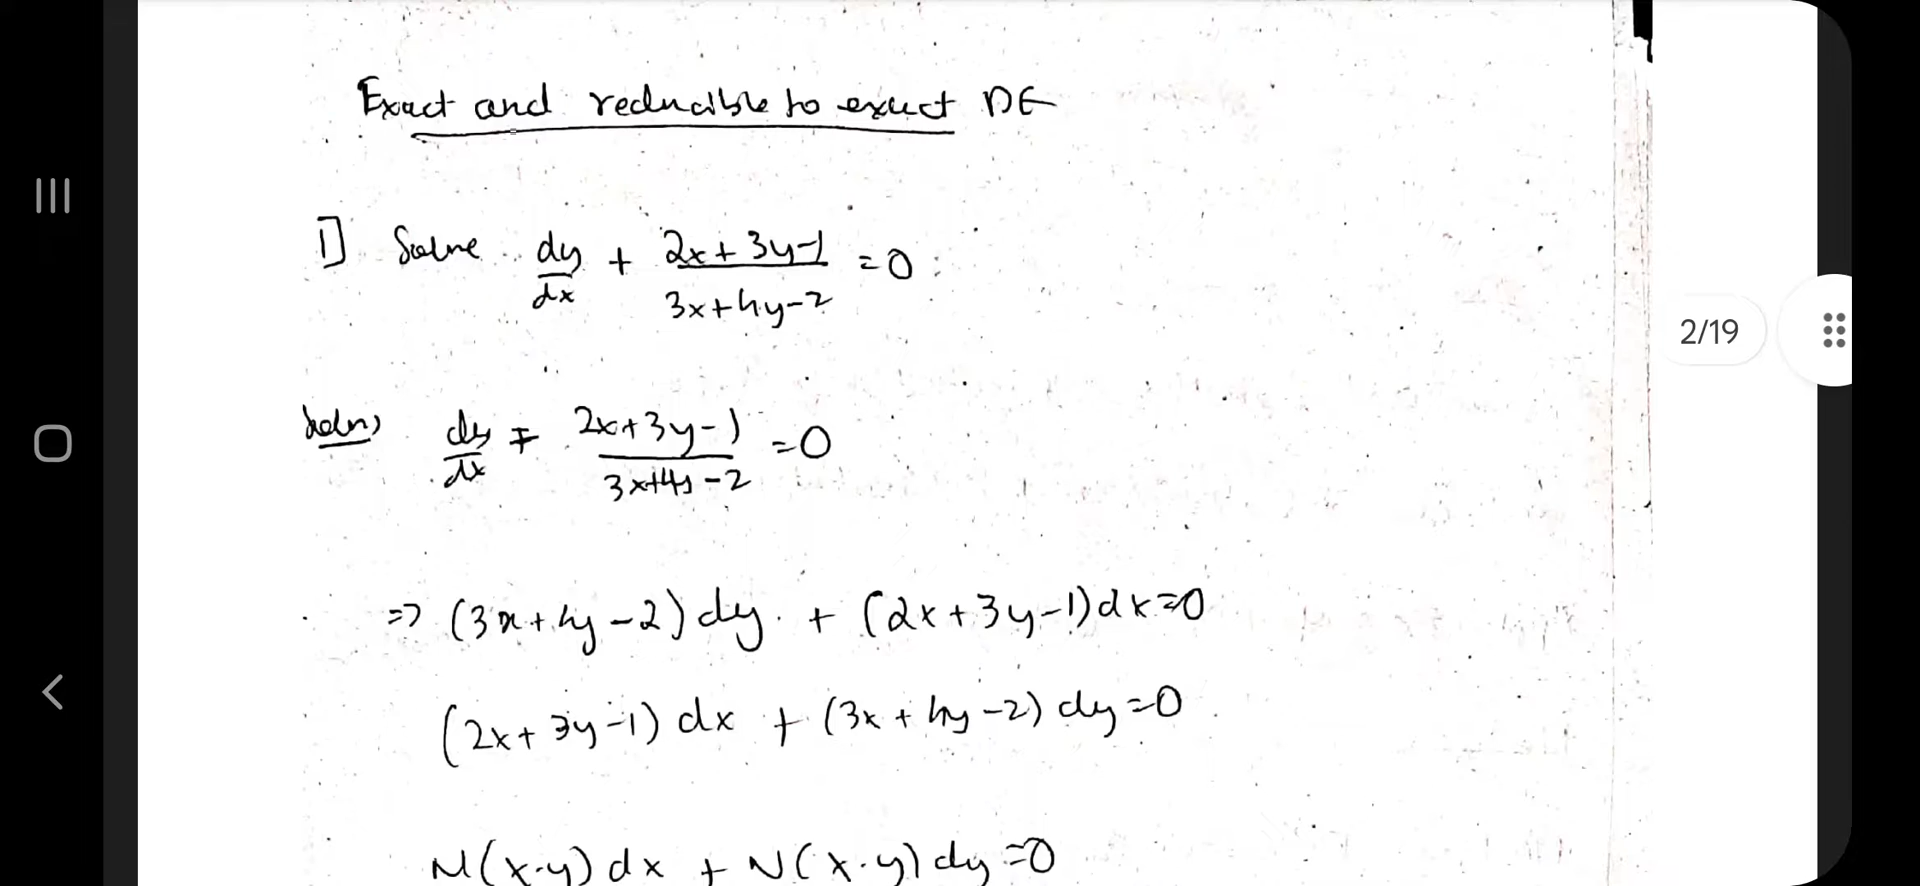 Exact and reducible to exact DE
1] Solve dy/dx + (2x+3y-1)/(3x+4y-2) = 0
Soln) dy/dx + (2x+3y-1)/(3x+4y-2) = 0
=> (3x+4y-2) dy + (2x+3y-1) dx = 0
(2x+3y-1) dx + (3x+4y-2) dy = 0
M(x.y) dx + N(x.y) dy = 0
2/19